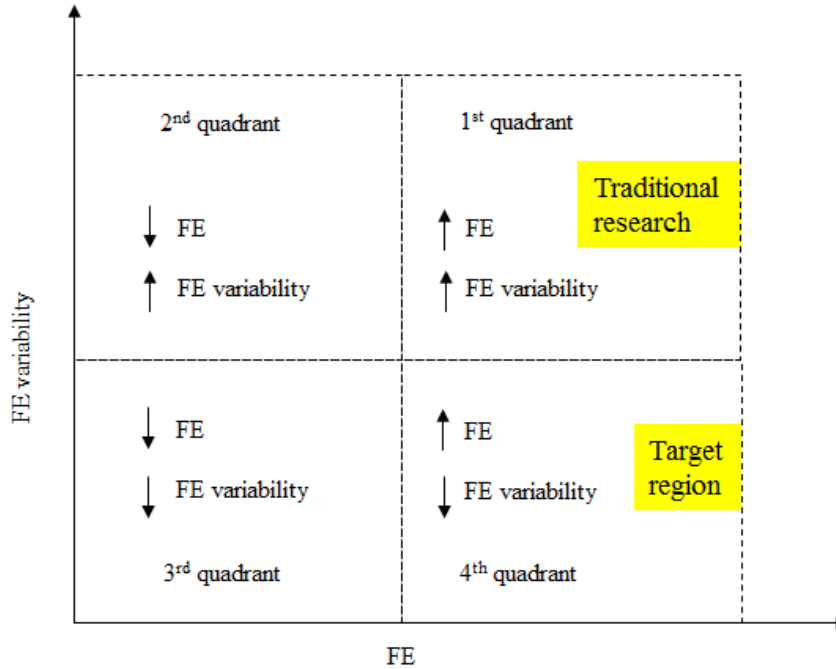 2nd quadrant
1st quadrant
Traditional
research
FE
FE variability
FE
FE variability
FE variability
FE
FE variability
FE
FE variability
Target
region
3rd quadrant
4th quadrant
FE